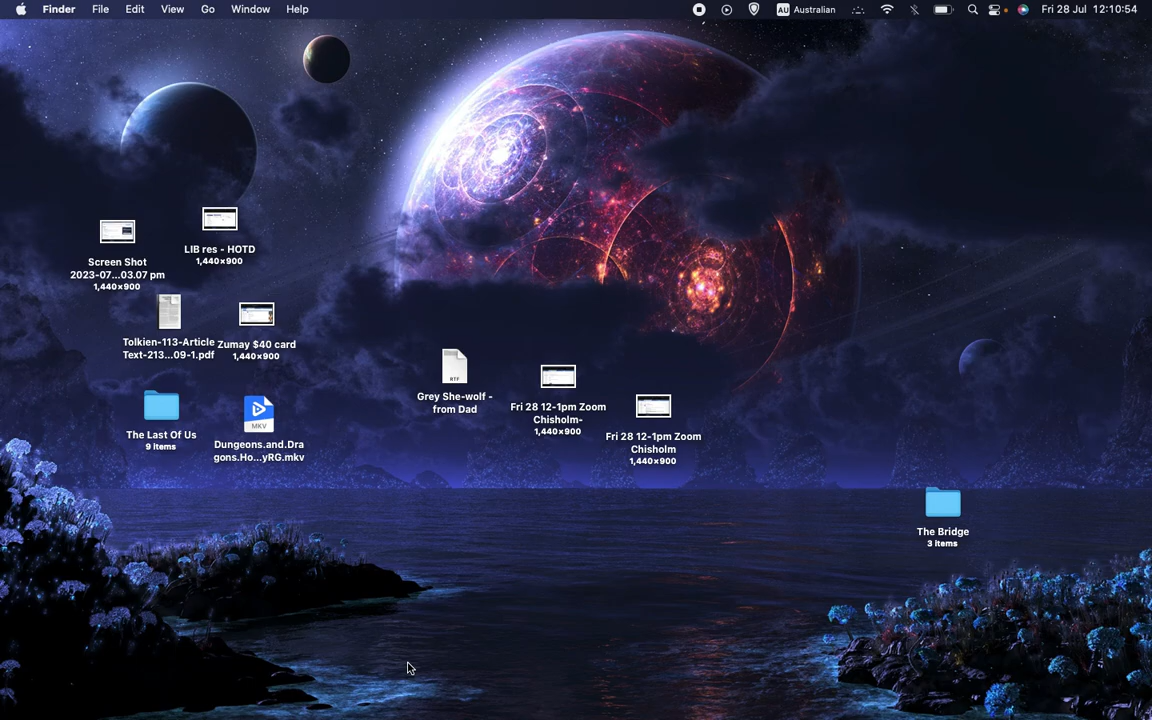 Finder File Edit View Go Window Help
AU Australian
Fri 28 Jul 12:10:54
Screen Shot
2023-07...03.07 pm
1,440×900
LIB res - HOTD
1,440×900
Tolkien-113-Article
Text-213...09-1.pdf
Zumay $40 card
1,440×900
RTF
Grey She-wolf -
from Dad
Fri 28 12-1pm Zoom
Chisholm-
1,440×900
Fri 28 12-1pm Zoom
Chisholm
1,440×900
The Last Of Us
9 items
MKV
Dungeons.and.Dra
gons.Ho...yRG.mkv
The Bridge
3 items